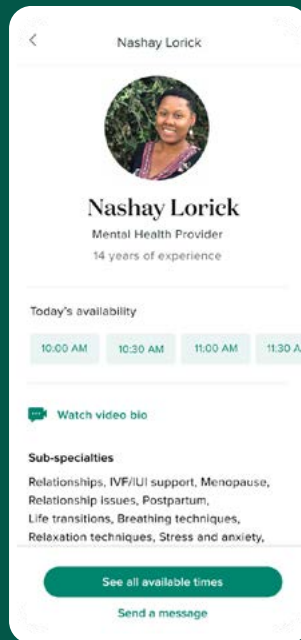 Nashay Lorick
Nashay Lorick
Mental Health Provider
14 years of experience
Today's availability
10:00 AM 10:30 AM 11:00 AM 11:30 A
Watch video bio
Sub-specialties
Relationships, IVF/IUI support, Menopause,
Relationship issues, Postpartum,
Life transitions, Breathing techniques,
Relaxation techniques, Stress and anxiety,
See all available times
Send a message